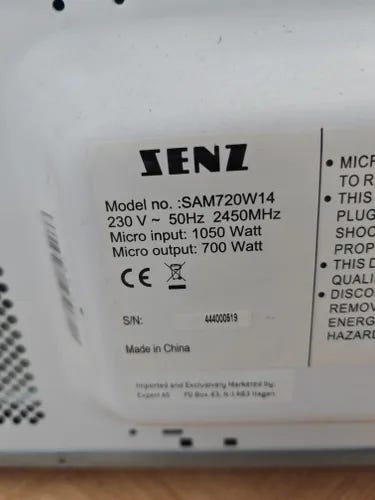 SENZ
Model no. :SAM720W14
230 V ~ 50Hz 2450MHz
Micro input: 1050 Watt
Micro output: 700 Watt
CE
S/N: 444000519
Made in China
Imported and Exclusively Marketed by:
Expert AS PO Box 43, N-1483 Hagan.
• MICR
TO R
• THIS
PLUG
SHOC
PROP
• THIS D
QUALI
• DISCO
REMOV
ENERG
HAZARD